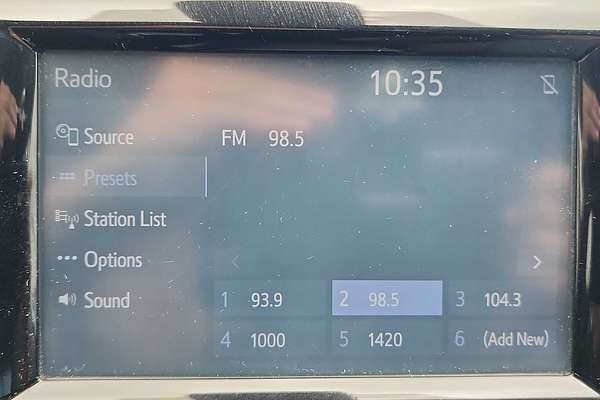 Radio
10:35
Source
FM 98.5
Presets
Station List
Options
Sound
1 93.9
2 98.5
3 104.3
4 1000
5 1420
6 (Add New)